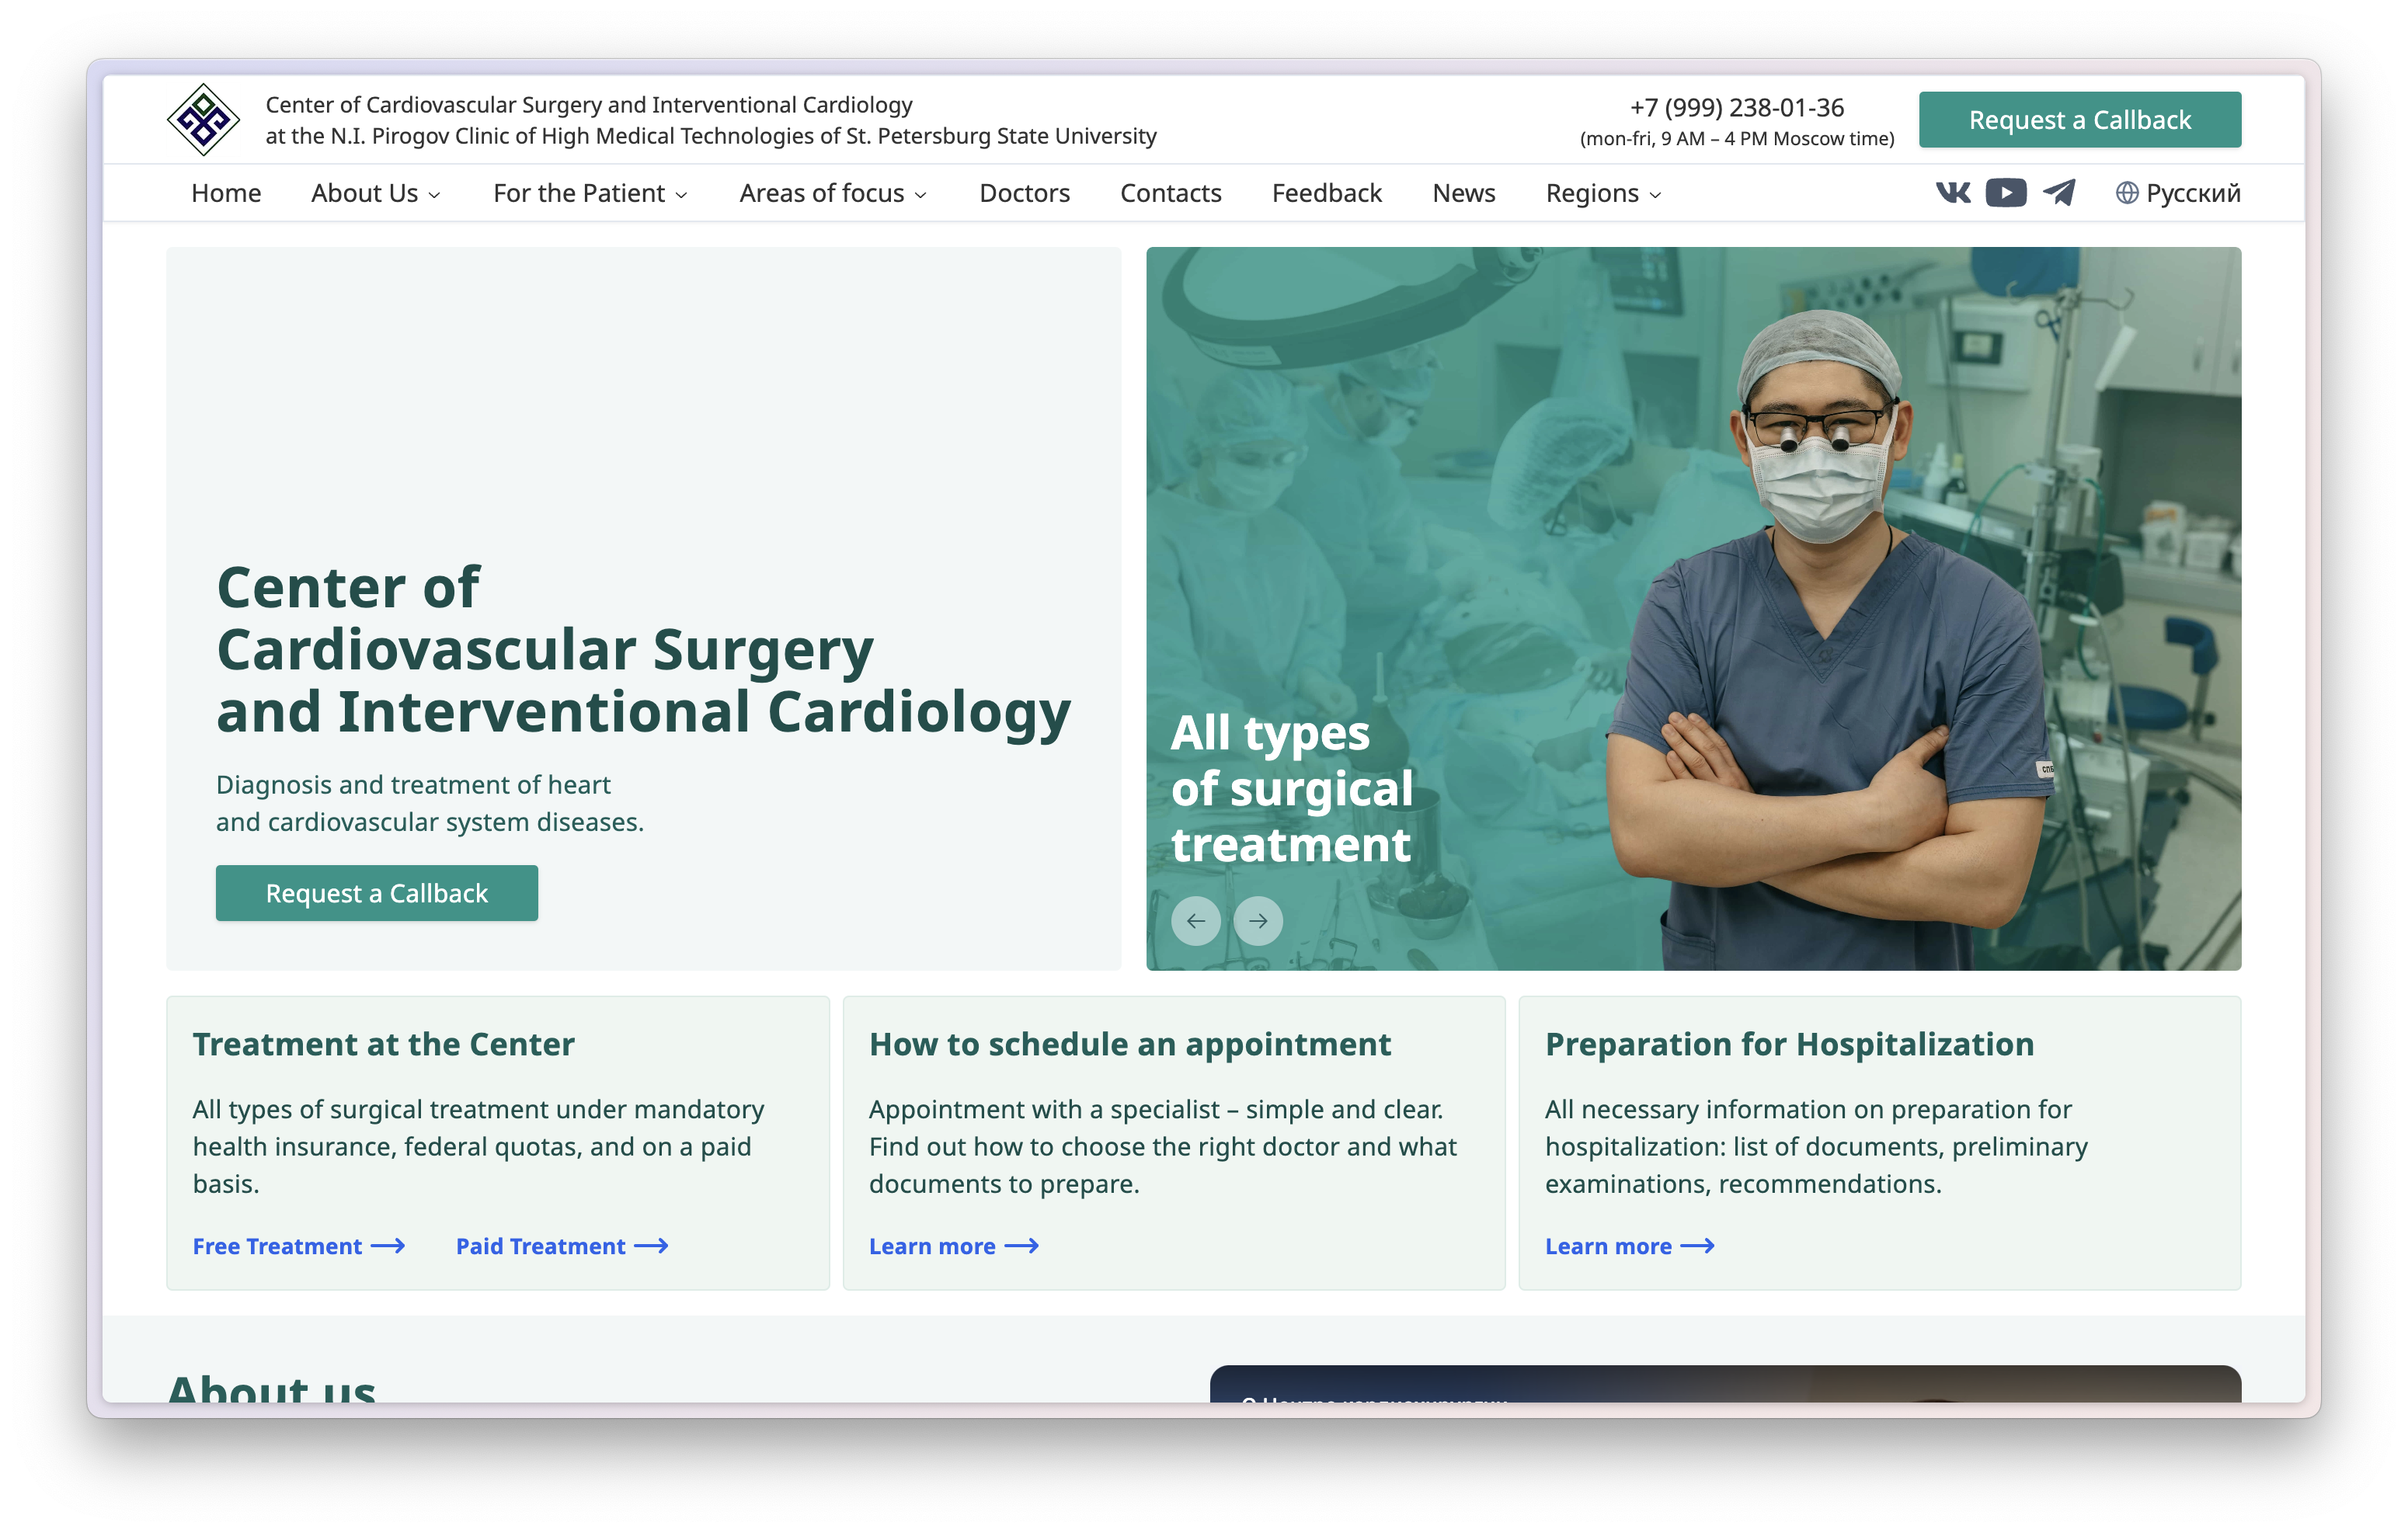 Center of Cardiovascular Surgery and Interventional Cardiology
at the N.I. Pirogov Clinic of High Medical Technologies of St. Petersburg State University
+7 (999) 238-01-36
(mon-fri, 9 AM – 4 PM Moscow time)
Request a Callback
Home
About Us
For the Patient
Areas of focus
Doctors
Contacts
Feedback
News
Regions
Русский
Center of
Cardiovascular Surgery
and Interventional Cardiology
Diagnosis and treatment of heart
and cardiovascular system diseases.
Request a Callback
All types
of surgical
treatment
Treatment at the Center
All types of surgical treatment under mandatory
health insurance, federal quotas, and on a paid
basis.
Free Treatment
Paid Treatment
How to schedule an appointment
Appointment with a specialist – simple and clear.
Find out how to choose the right doctor and what
documents to prepare.
Learn more
Preparation for Hospitalization
All necessary information on preparation for
hospitalization: list of documents, preliminary
examinations, recommendations.
Learn more
About us